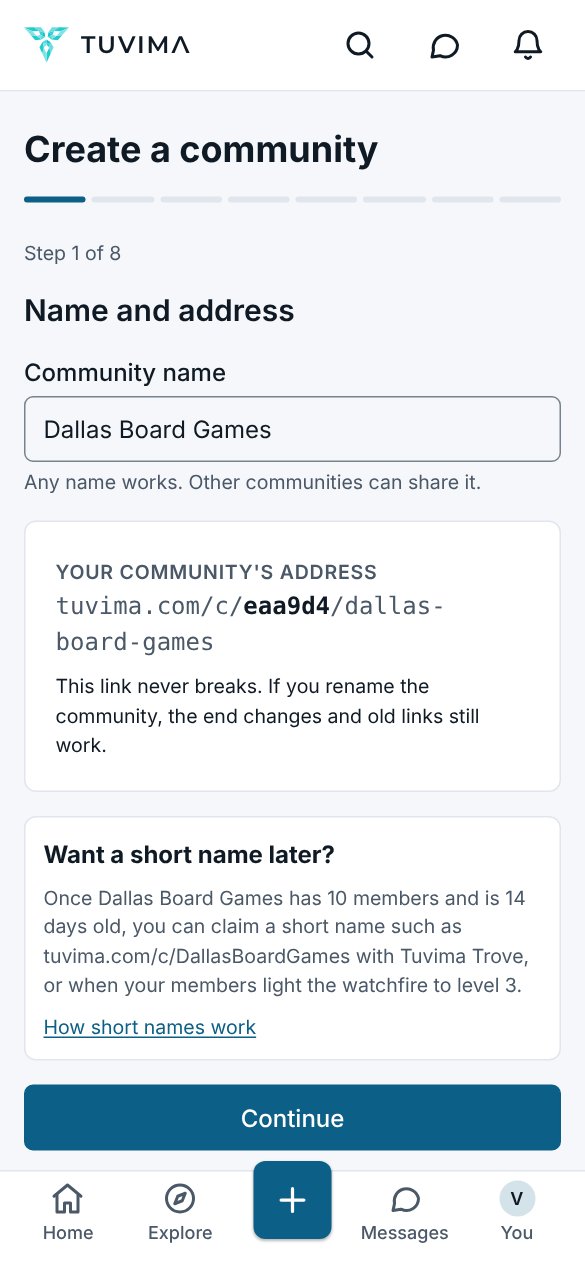 TUVIMA
Create a community
Step 1 of 8
Name and address
Community name
Dallas Board Games
Any name works. Other communities can share it.
YOUR COMMUNITY'S ADDRESS
tuvima.com/c/eaa9d4/dallas-
board-games
This link never breaks. If you rename the
community, the end changes and old links still
work.
Want a short name later?
Once Dallas Board Games has 10 members and is 14
days old, you can claim a short name such as
tuvima.com/c/DallasBoardGames with Tuvima Trove,
or when your members light the watchfire to level 3.
How short names work
Continue
Home
Explore
Messages
V
You